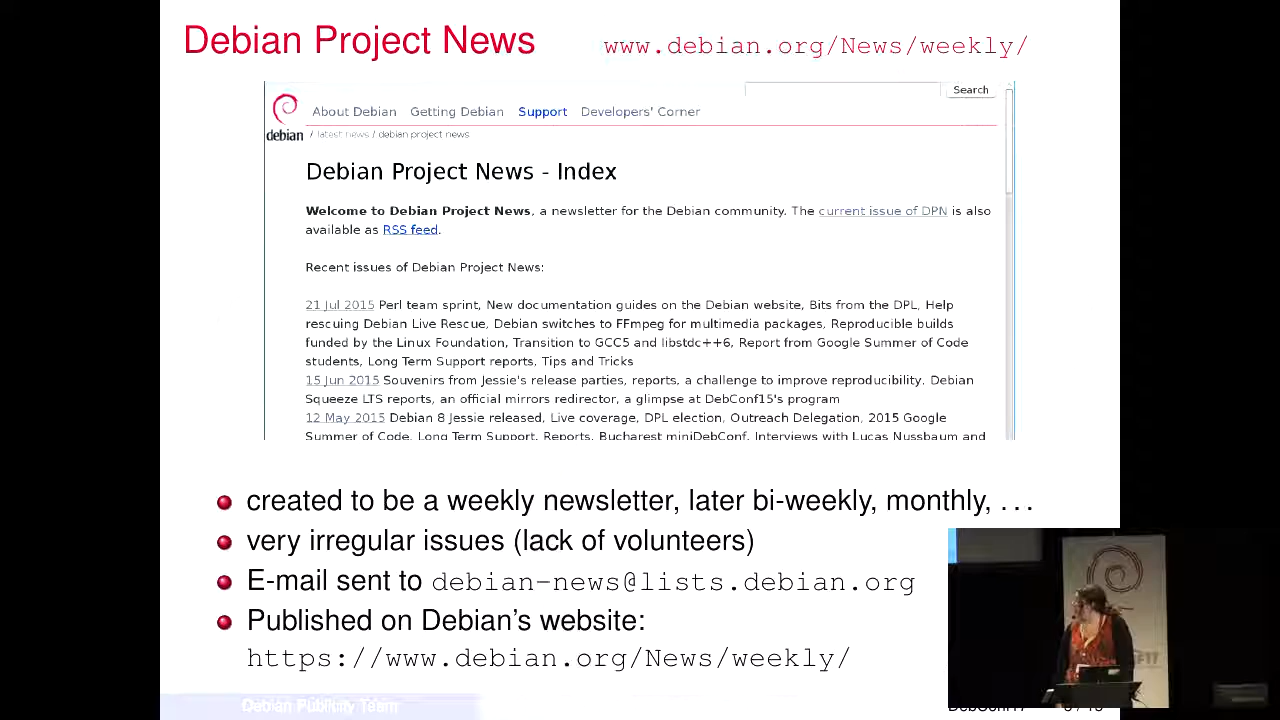 Debian Project News www.debian.org/News/weekly/
Search
About Debian Getting Debian Support Developers' Corner
debian / latest news / debian project news
Debian Project News - Index
Welcome to Debian Project News, a newsletter for the Debian community. The current issue of DPN is also
available as RSS feed.
Recent issues of Debian Project News:
21 Jul 2015 Perl team sprint, New documentation guides on the Debian website, Bits from the DPL, Help
rescuing Debian Live Rescue, Debian switches to FFmpeg for multimedia packages, Reproducible builds
funded by the Linux Foundation, Transition to GCC5 and libstdc++6, Report from Google Summer of Code
students, Long Term Support reports, Tips and Tricks
15 Jun 2015 Souvenirs from Jessie's release parties, reports, a challenge to improve reproducibility, Debian
Squeeze LTS reports, an official mirrors redirector, a glimpse at DebConf15's program
12 May 2015 Debian 8 Jessie released, Live coverage, DPL election, Outreach Delegation, 2015 Google
Summer of Code, Long Term Support, Reports, Bucharest miniDebConf, Interviews with Lucas Nussbaum and
created to be a weekly newsletter, later bi-weekly, monthly, ...
very irregular issues (lack of volunteers)
E-mail sent to debian-news@lists.debian.org
Published on Debian's website:
https://www.debian.org/News/weekly/
Debian Publicity Team